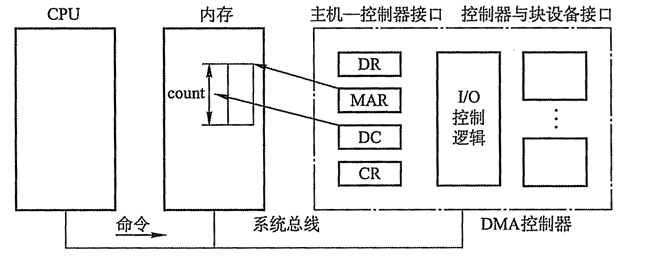 CPU
内存
主机—控制器接口
控制器与块设备接口
count
DR
MAR
DC
CR
I/O
控制
逻辑
命令
系统总线
DMA控制器